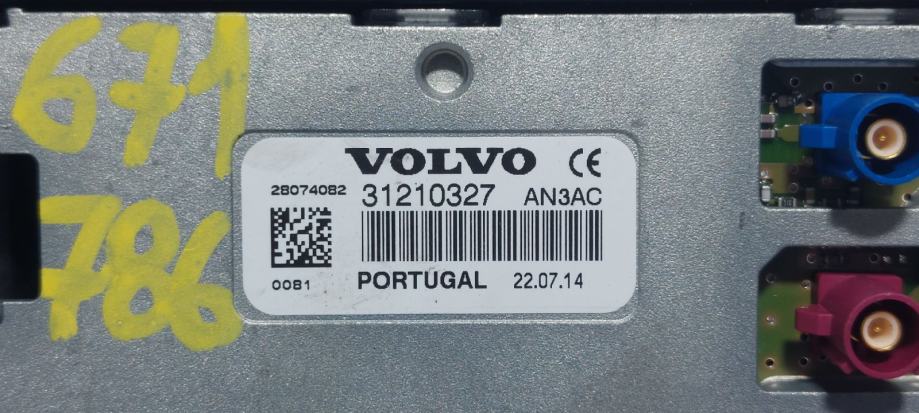 671
786
VOLVO CE
28074082 31210327 AN3AC
0081 PORTUGAL 22.07.14